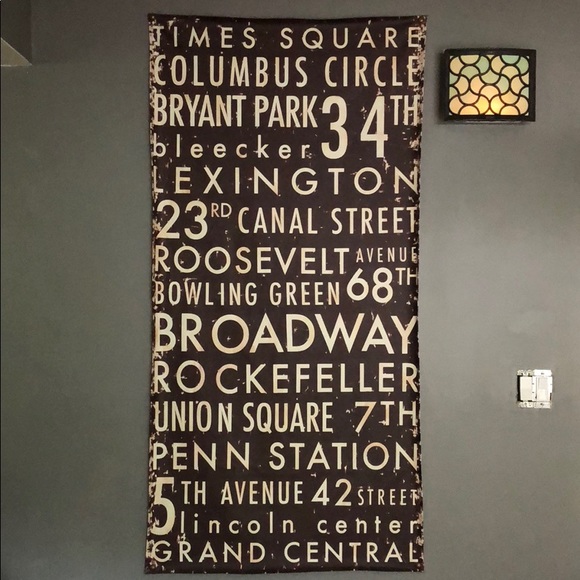 TIMES SQUARE
COLUMBUS CIRCLE
BRYANT PARK 34TH
bleecker
LEXINGTON
23RD CANAL STREET
ROOSEVELT AVENUE
BOWLING GREEN 68TH
BROADWAY
ROCKEFELLER
UNION SQUARE 7TH
PENN STATION
5TH AVENUE 42 STREET
lincoln center
GRAND CENTRAL